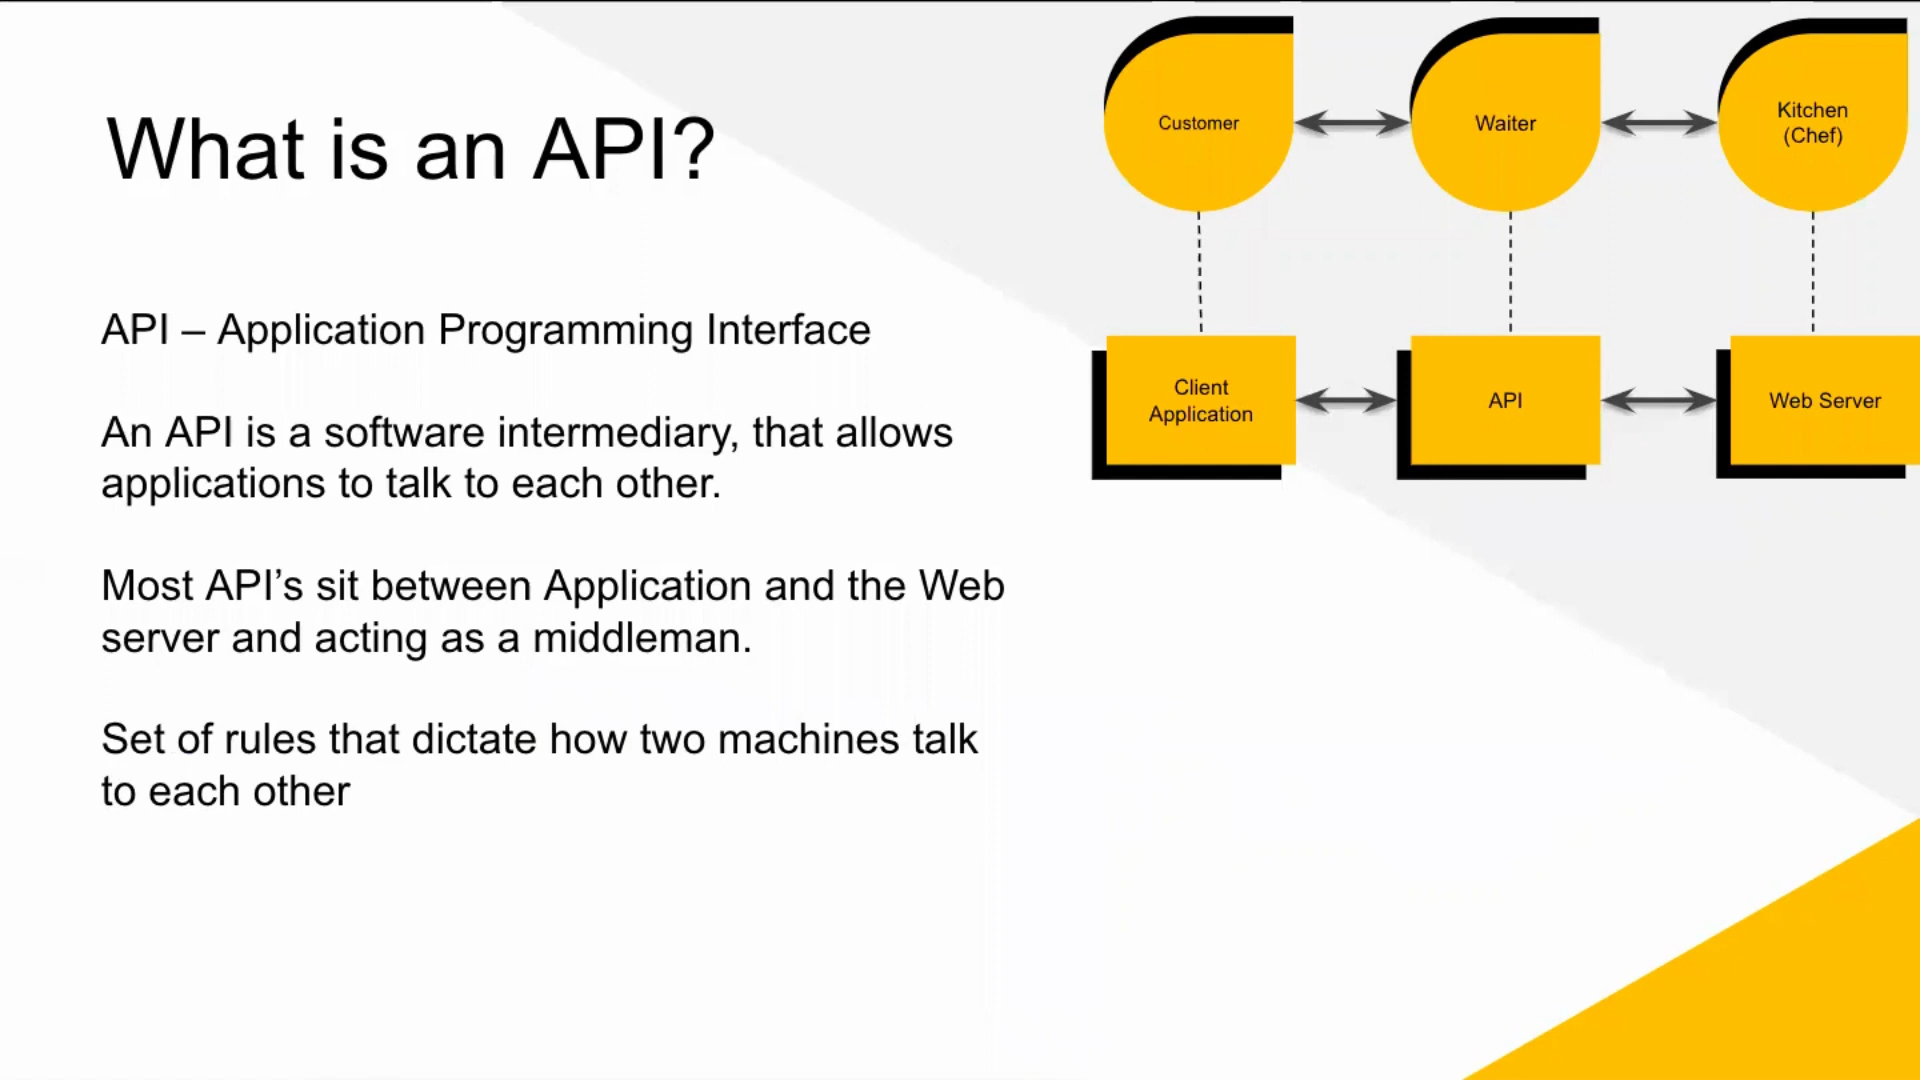 What is an API?
API – Application Programming Interface
An API is a software intermediary, that allows
applications to talk to each other.
Most API’s sit between Application and the Web
server and acting as a middleman.
Set of rules that dictate how two machines talk
to each other
Customer
Waiter
Kitchen
(Chef)
Client
Application
API
Web Server